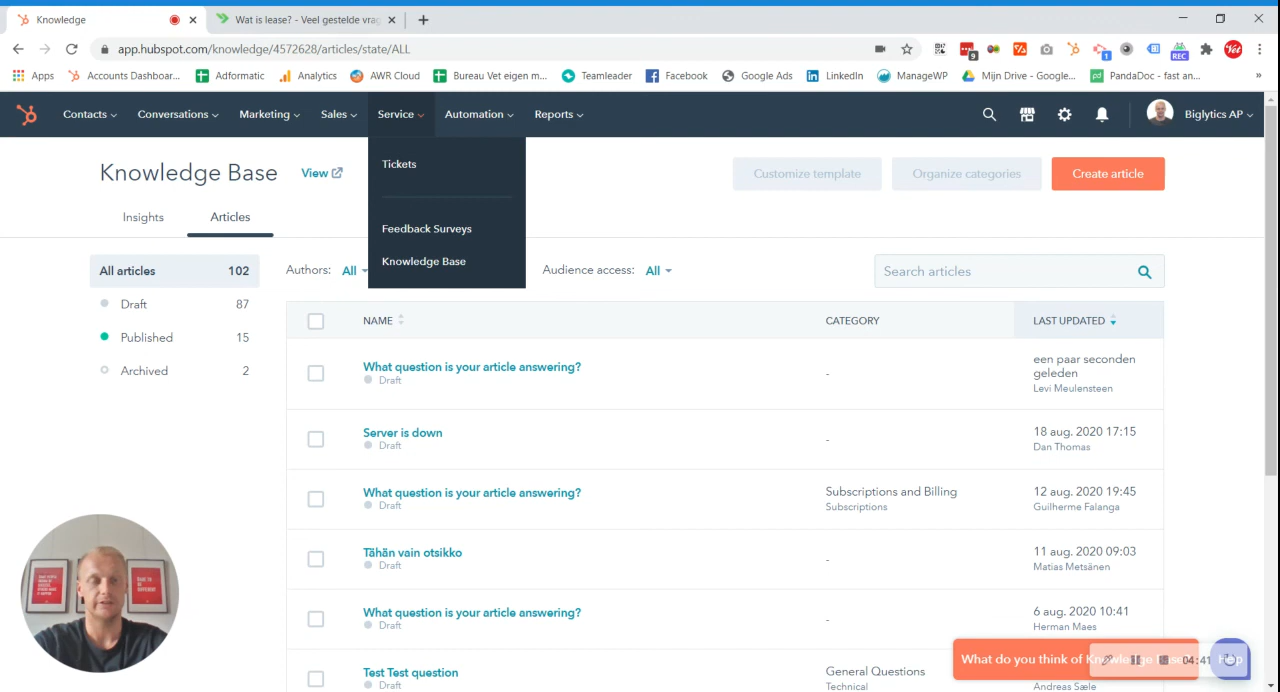 Knowledge
Wat is lease? - Veel gestelde vrag
app.hubspot.com/knowledge/4572628/articles/state/ALL
9
1
REC
Vet
Apps
Accounts Dashboar...
Adformatic
Analytics
AWR Cloud
Bureau Vet eigen m...
Teamleader
Facebook
Google Ads
LinkedIn
ManageWP
Mijn Drive - Google...
PandaDoc - fast an...
»
Contacts
Conversations
Marketing
Sales
Service
Automation
Reports
Biglytics AP
Tickets
Feedback Surveys
Knowledge Base
Knowledge Base
View
Customize template
Organize categories
Create article
Insights
Articles
All articles 102
Draft 87
Published 15
Archived 2
Authors: All
Audience access: All
Search articles
NAME
CATEGORY
LAST UPDATED
What question is your article answering?
Draft
-
een paar seconden
geleden
Levi Meulensteen
Server is down
Draft
-
18 aug. 2020 17:15
Dan Thomas
What question is your article answering?
Draft
Subscriptions and Billing
Subscriptions
12 aug. 2020 19:45
Guilherme Falanga
Tähän vain otsikko
Draft
-
11 aug. 2020 09:03
Matias Metsänen
What question is your article answering?
Draft
-
6 aug. 2020 10:41
Herman Maes
Test Test question
Draft
General Questions
Technical
Andreas Sæle
What do you think of Knowledge Base?
04:41
Help